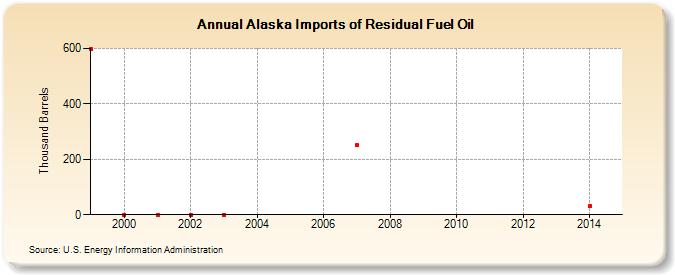 Annual Alaska Imports of Residual Fuel Oil
Thousand Barrels
600
400
200
0
2000 2002 2004 2006 2008 2010 2012 2014
Source: U.S. Energy Information Administration